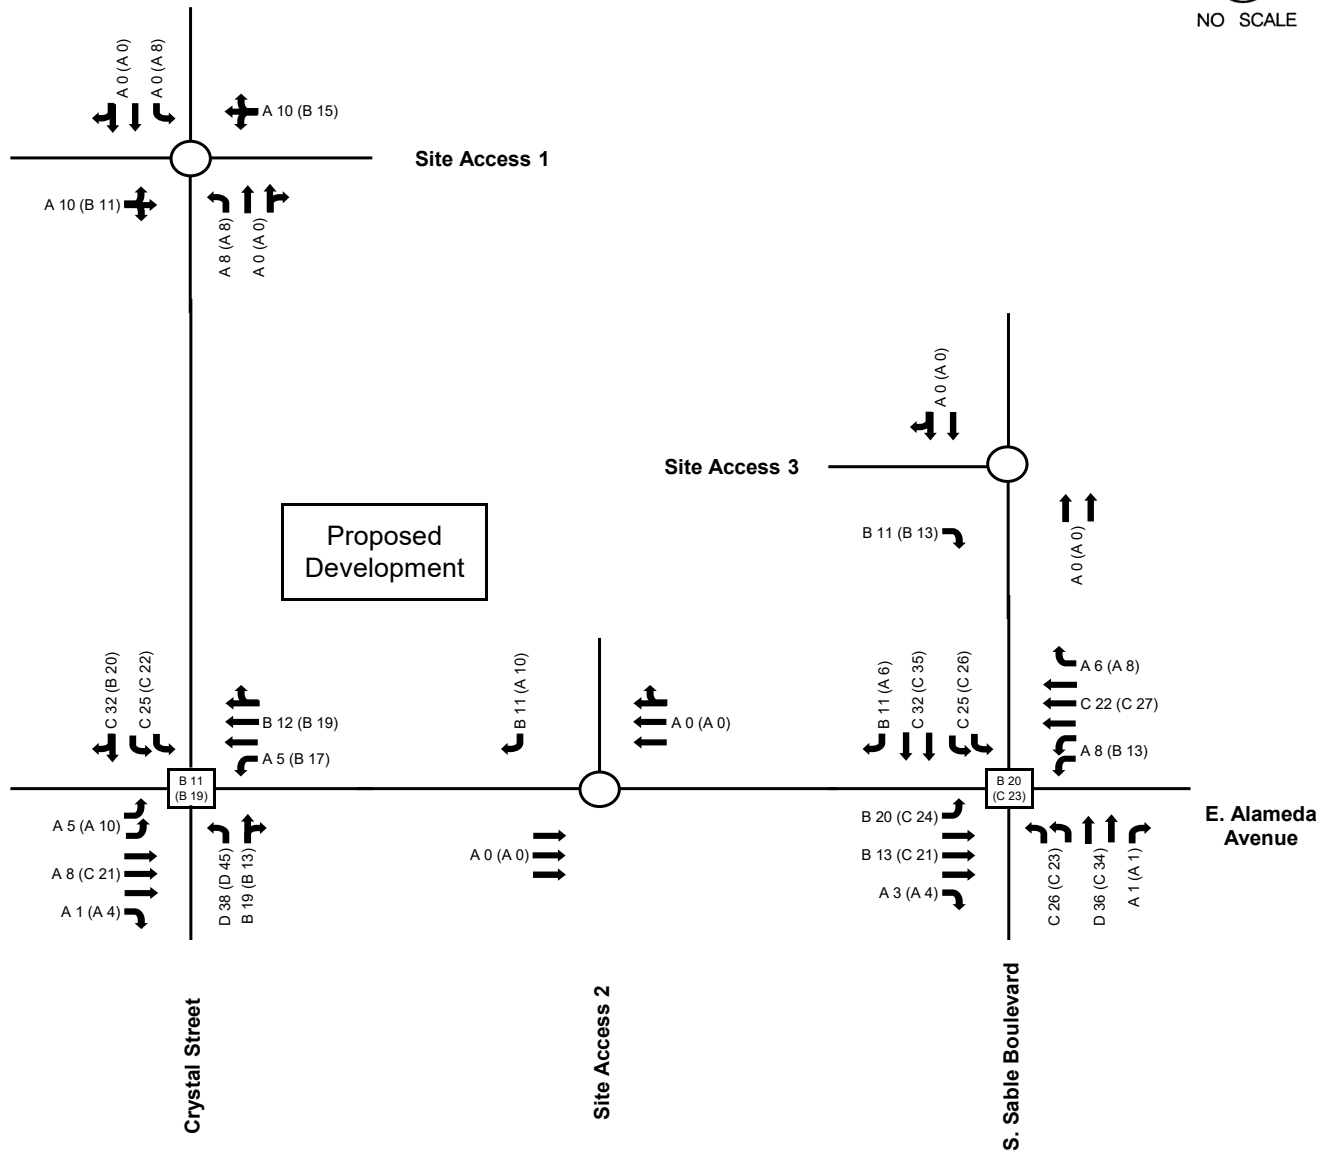 NO SCALE
A 0 (A 0)
A 0 (A 8)
A 10 (B 15)
Site Access 1
A 10 (B 11)
A 8 (A 8)
A 0 (A 0)
A 0 (A 0)
Site Access 3
B 11 (B 13)
A 0 (A 0)
Proposed
Development
C 32 (B 20)
C 25 (C 22)
B 12 (B 19)
A 5 (B 17)
B 11
(B 19)
A 5 (A 10)
A 8 (C 21)
A 1 (A 4)
D 38 (D 45)
B 19 (B 13)
B 11 (A 10)
A 0 (A 0)
A 0 (A 0)
B 11 (A 6)
C 32 (C 35)
C 25 (C 26)
A 6 (A 8)
C 22 (C 27)
A 8 (B 13)
B 20
(C 23)
B 20 (C 24)
B 13 (C 21)
A 3 (A 4)
C 26 (C 23)
D 36 (C 34)
A 1 (A 1)
E. Alameda
Avenue
Crystal Street
Site Access 2
S. Sable Boulevard